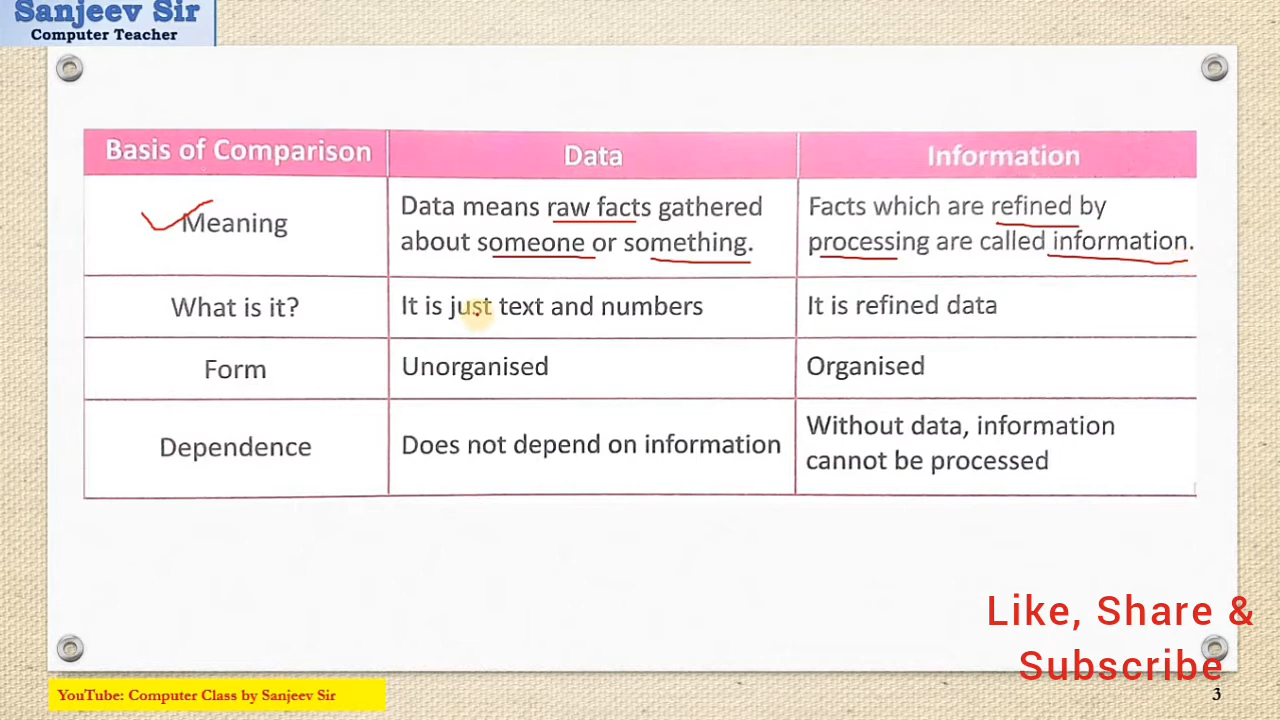 Sanjeev Sir
Computer Teacher
Basis of Comparison
Data
Information
Meaning
Data means raw facts gathered
about someone or something.
Facts which are refined by
processing are called information.
What is it?
It is just text and numbers
It is refined data
Form
Unorganised
Organised
Dependence
Does not depend on information
Without data, information
cannot be processed
Like, Share &
Subscribe
YouTube: Computer Class by Sanjeev Sir
3